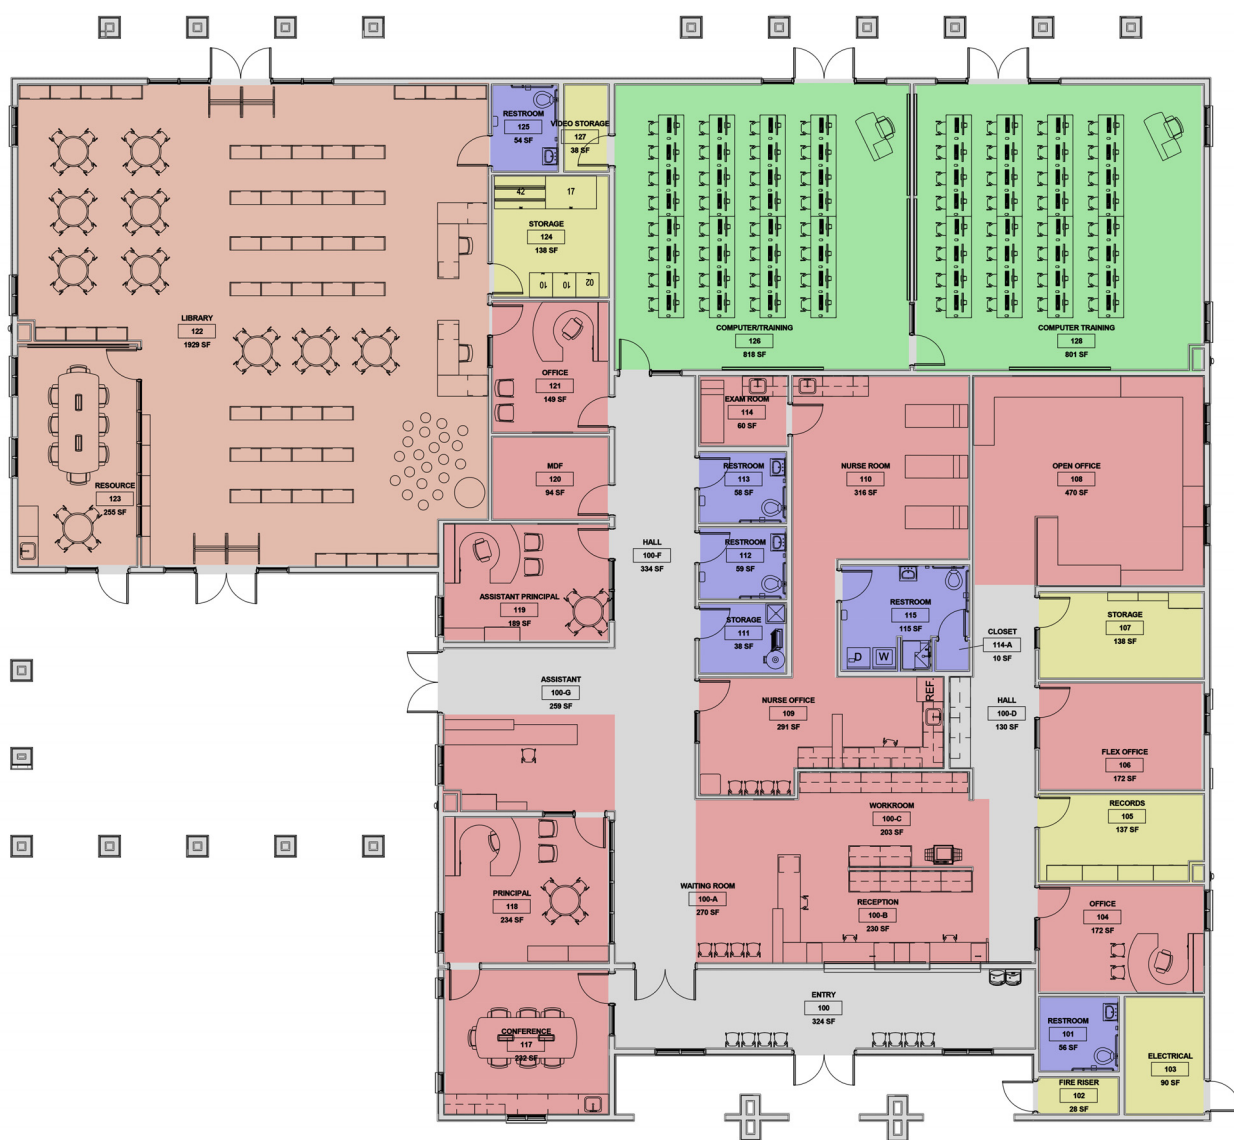 RESTROOM
125
54 SF
VIDEO STORAGE
127
38 SF
42
17
STORAGE
124
138 SF
10
10
02
LIBRARY
122
1929 SF
COMPUTER/TRAINING
126
818 SF
COMPUTER TRAINING
128
801 SF
OFFICE
121
149 SF
EXAM ROOM
114
60 SF
MDF
120
94 SF
RESTROOM
113
58 SF
NURSE ROOM
110
316 SF
OPEN OFFICE
108
470 SF
RESOURCE
123
255 SF
HALL
100-F
334 SF
RESTROOM
112
59 SF
ASSISTANT PRINCIPAL
119
189 SF
STORAGE
111
38 SF
RESTROOM
115
115 SF
D
W
CLOSET
114-A
10 SF
STORAGE
107
138 SF
ASSISTANT
100-G
259 SF
NURSE OFFICE
109
291 SF
REF.
HALL
100-D
130 SF
FLEX OFFICE
106
172 SF
WORKROOM
100-C
203 SF
RECORDS
105
137 SF
PRINCIPAL
118
234 SF
WAITING ROOM
100-A
270 SF
RECEPTION
100-B
230 SF
OFFICE
104
172 SF
CONFERENCE
117
232 SF
ENTRY
100
324 SF
RESTROOM
101
56 SF
ELECTRICAL
103
90 SF
FIRE RISER
102
28 SF